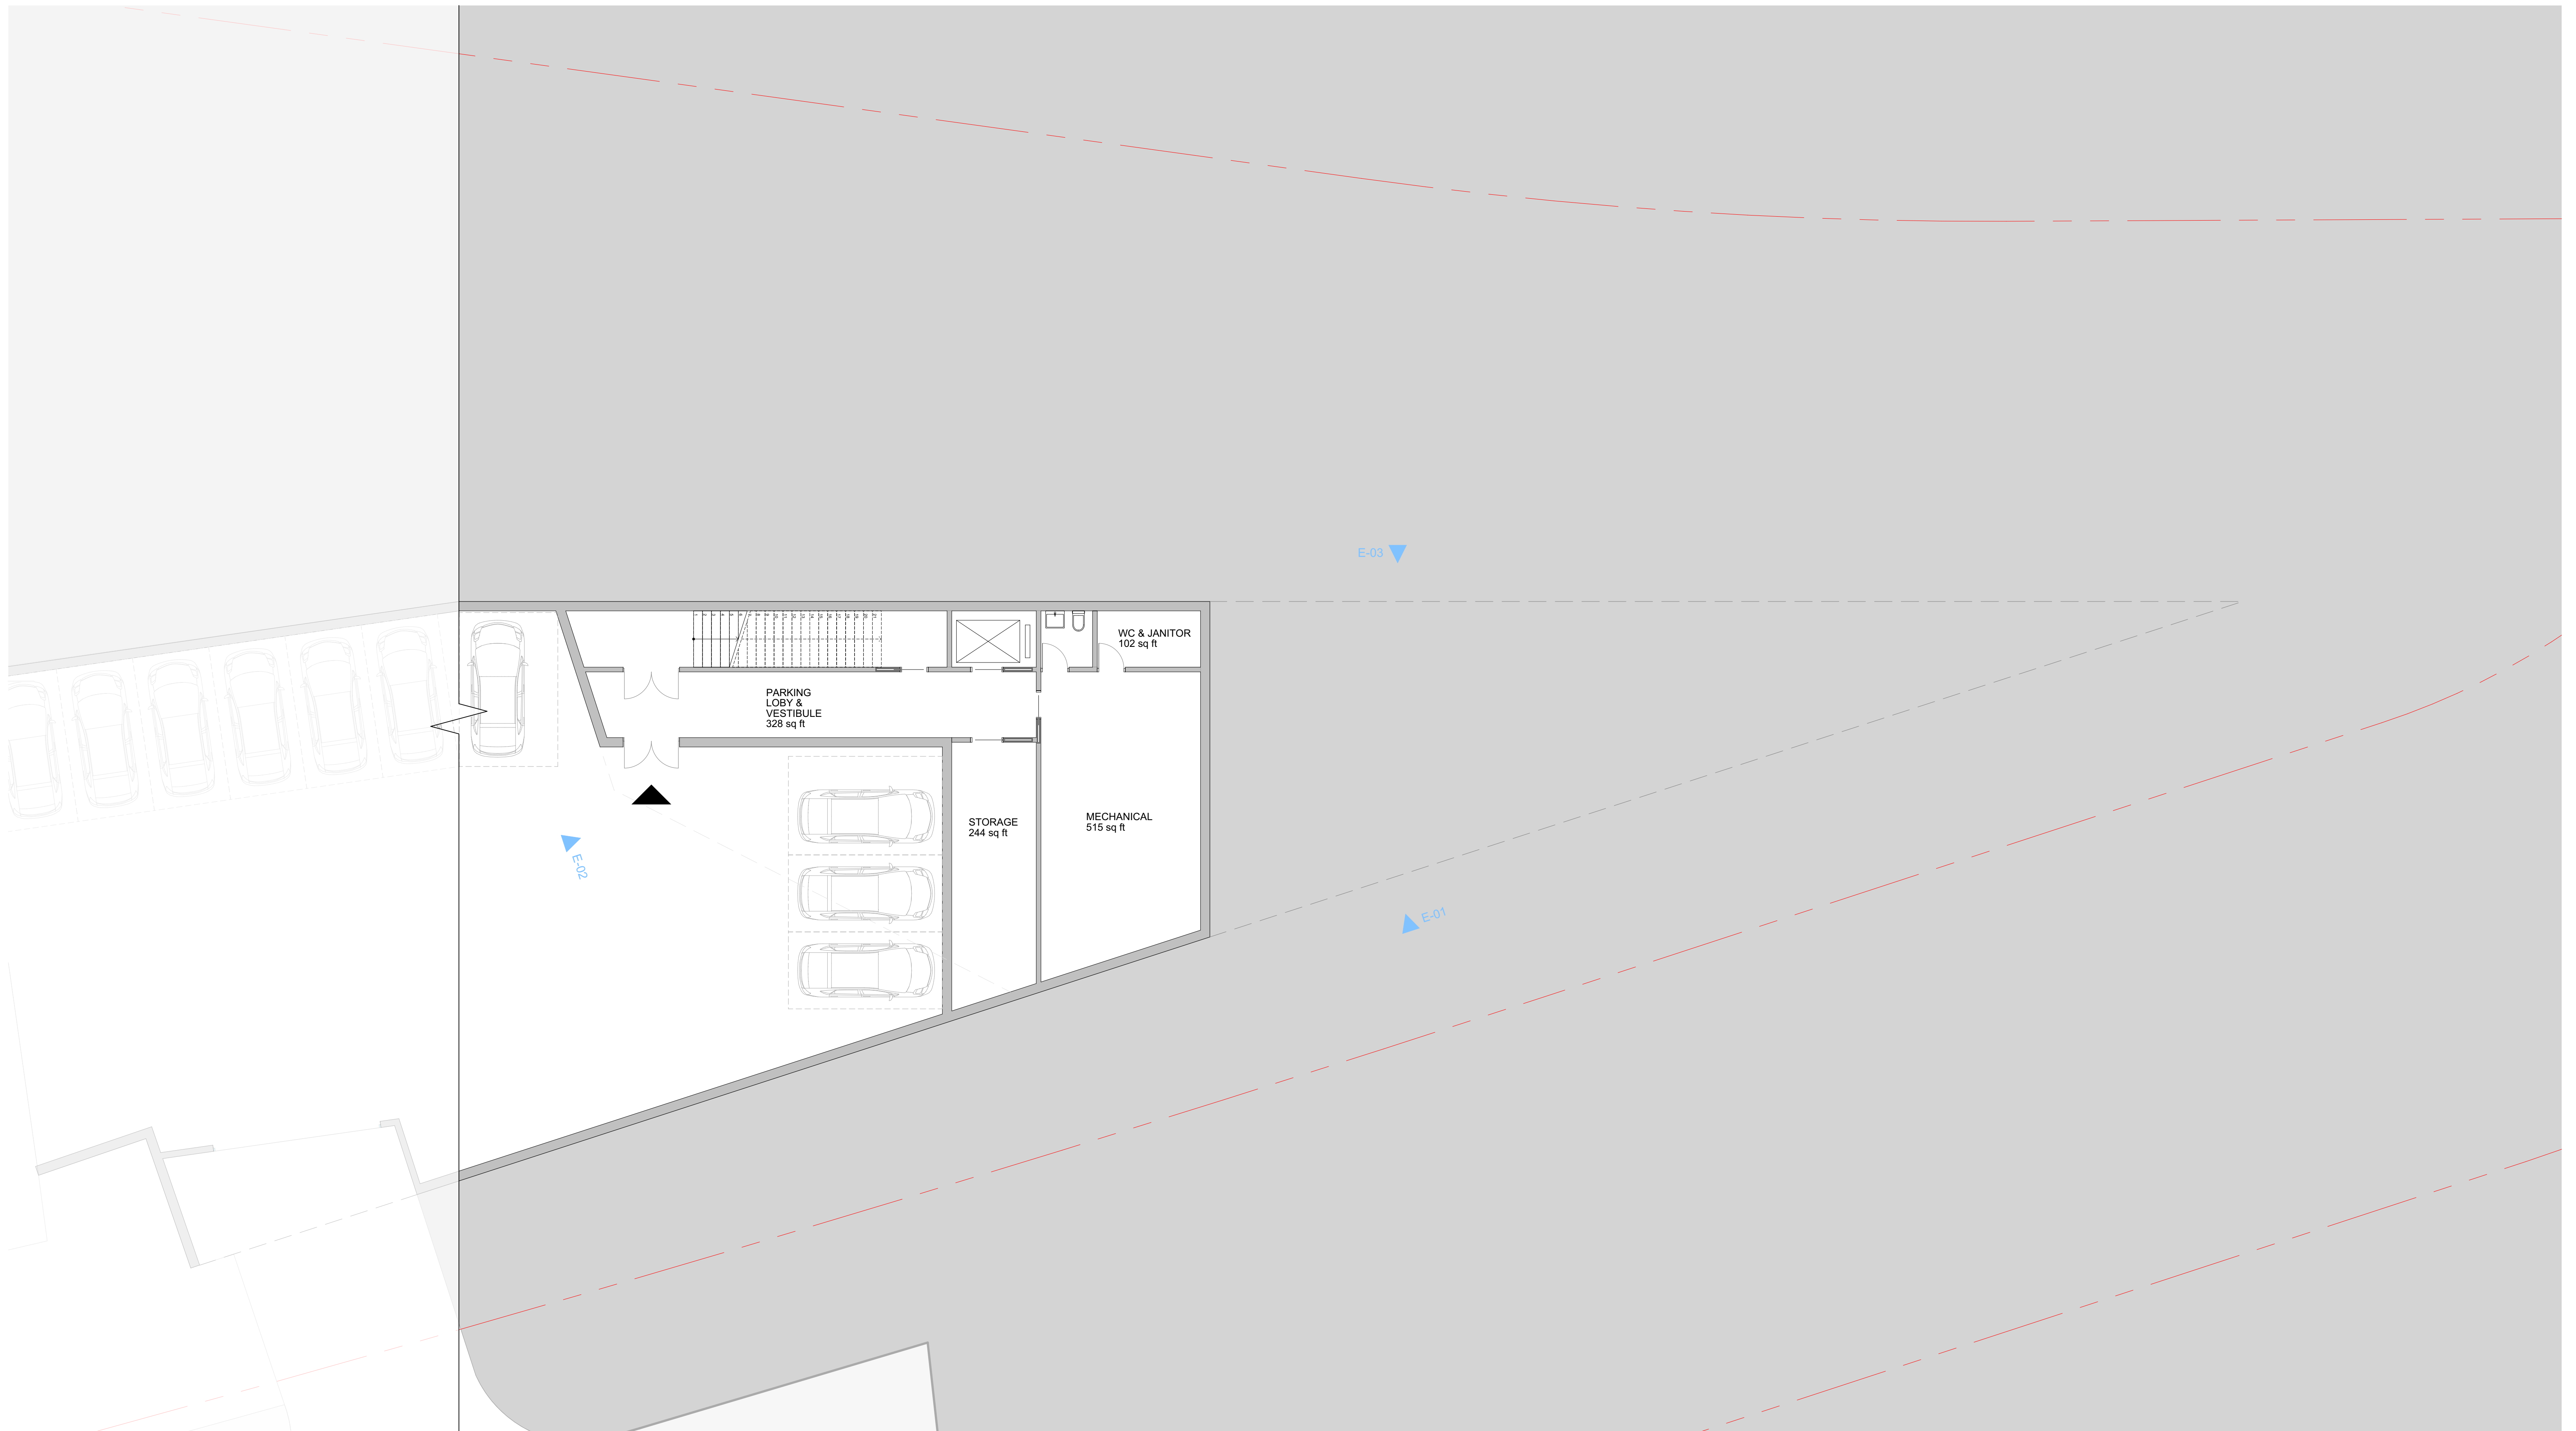 E-03
WC & JANITOR
102 sq ft
PARKING
LOBY &
VESTIBULE
328 sq ft
STORAGE
244 sq ft
MECHANICAL
515 sq ft
E-02
E-01